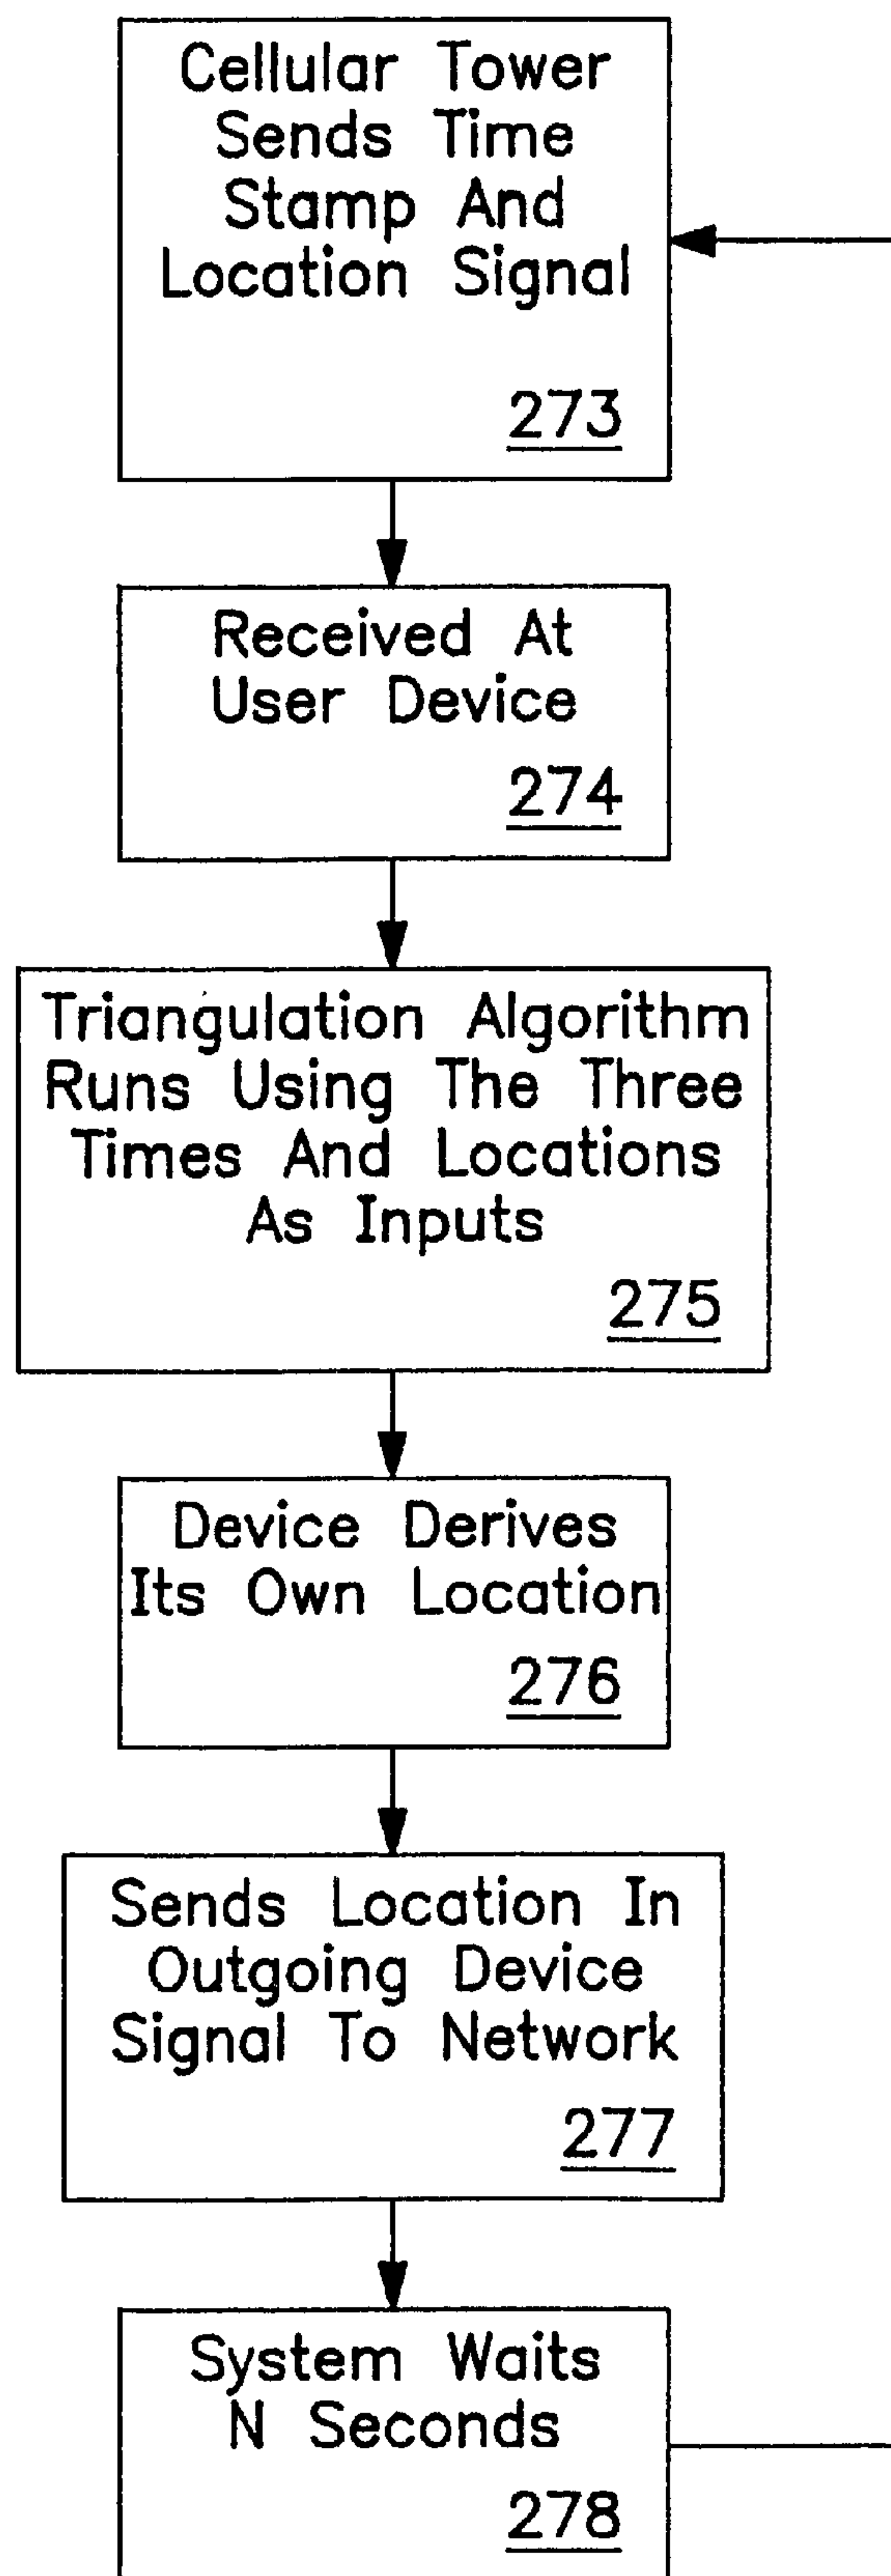 Cellular Tower
Sends Time
Stamp And
Location Signal
273
Received At
User Device
274
Triangulation Algorithm
Runs Using The Three
Times And Locations
As Inputs
275
Device Derives
Its Own Location
276
Sends Location In
Outgoing Device
Signal To Network
277
System Waits
N Seconds
278